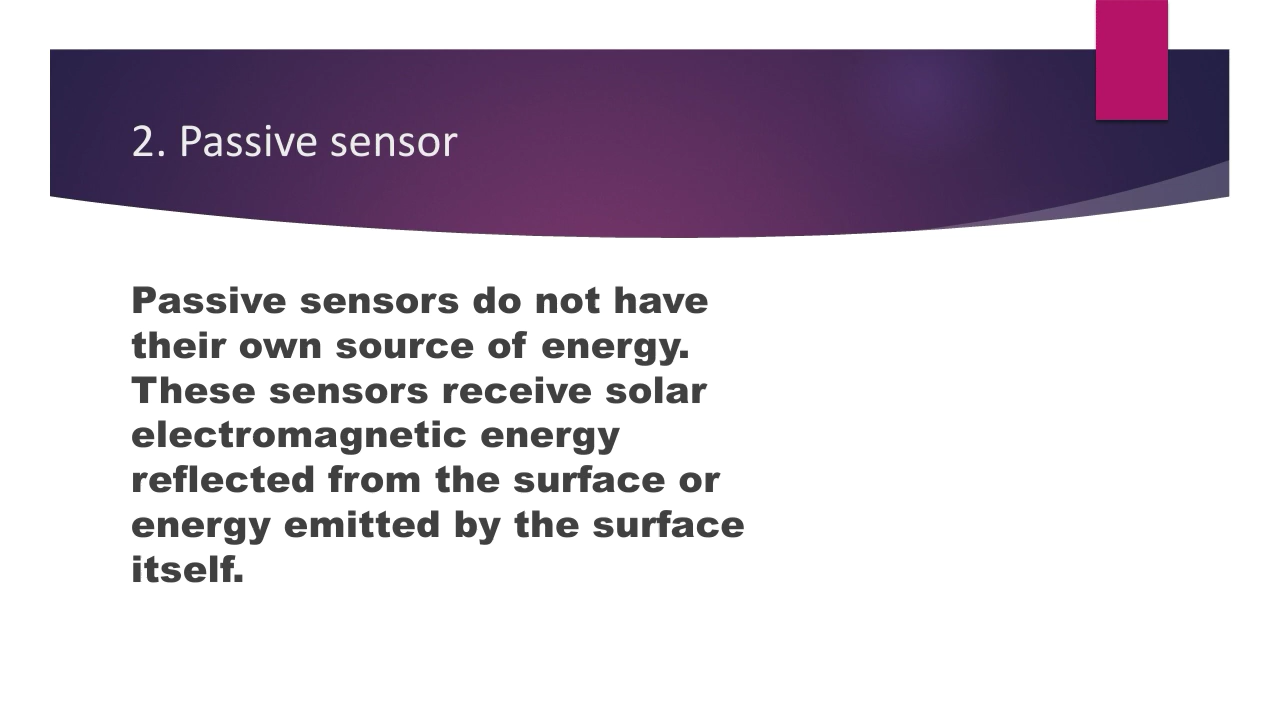 2. Passive sensor
Passive sensors do not have
their own source of energy.
These sensors receive solar
electromagnetic energy
reflected from the surface or
energy emitted by the surface
itself.